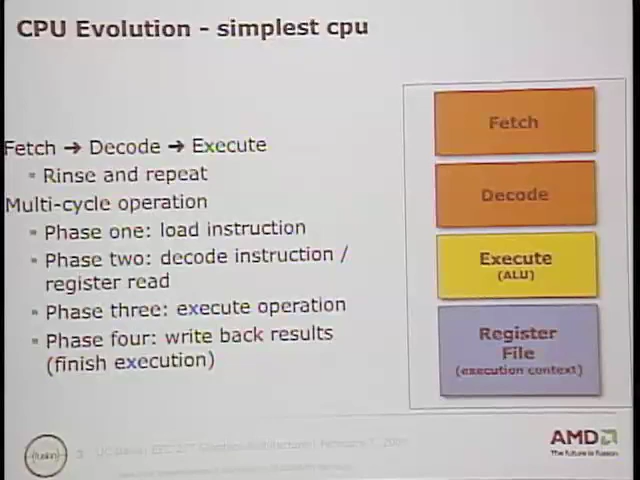 CPU Evolution - simplest cpu
Fetch → Decode → Execute
▪ Rinse and repeat
Multi-cycle operation
▪ Phase one: load instruction
▪ Phase two: decode instruction /
register read
▪ Phase three: execute operation
▪ Phase four: write back results
(finish execution)
Fetch
Decode
Execute
(ALU)
Register
File
(execution context)
fusion
3
AMD
The future is fusion